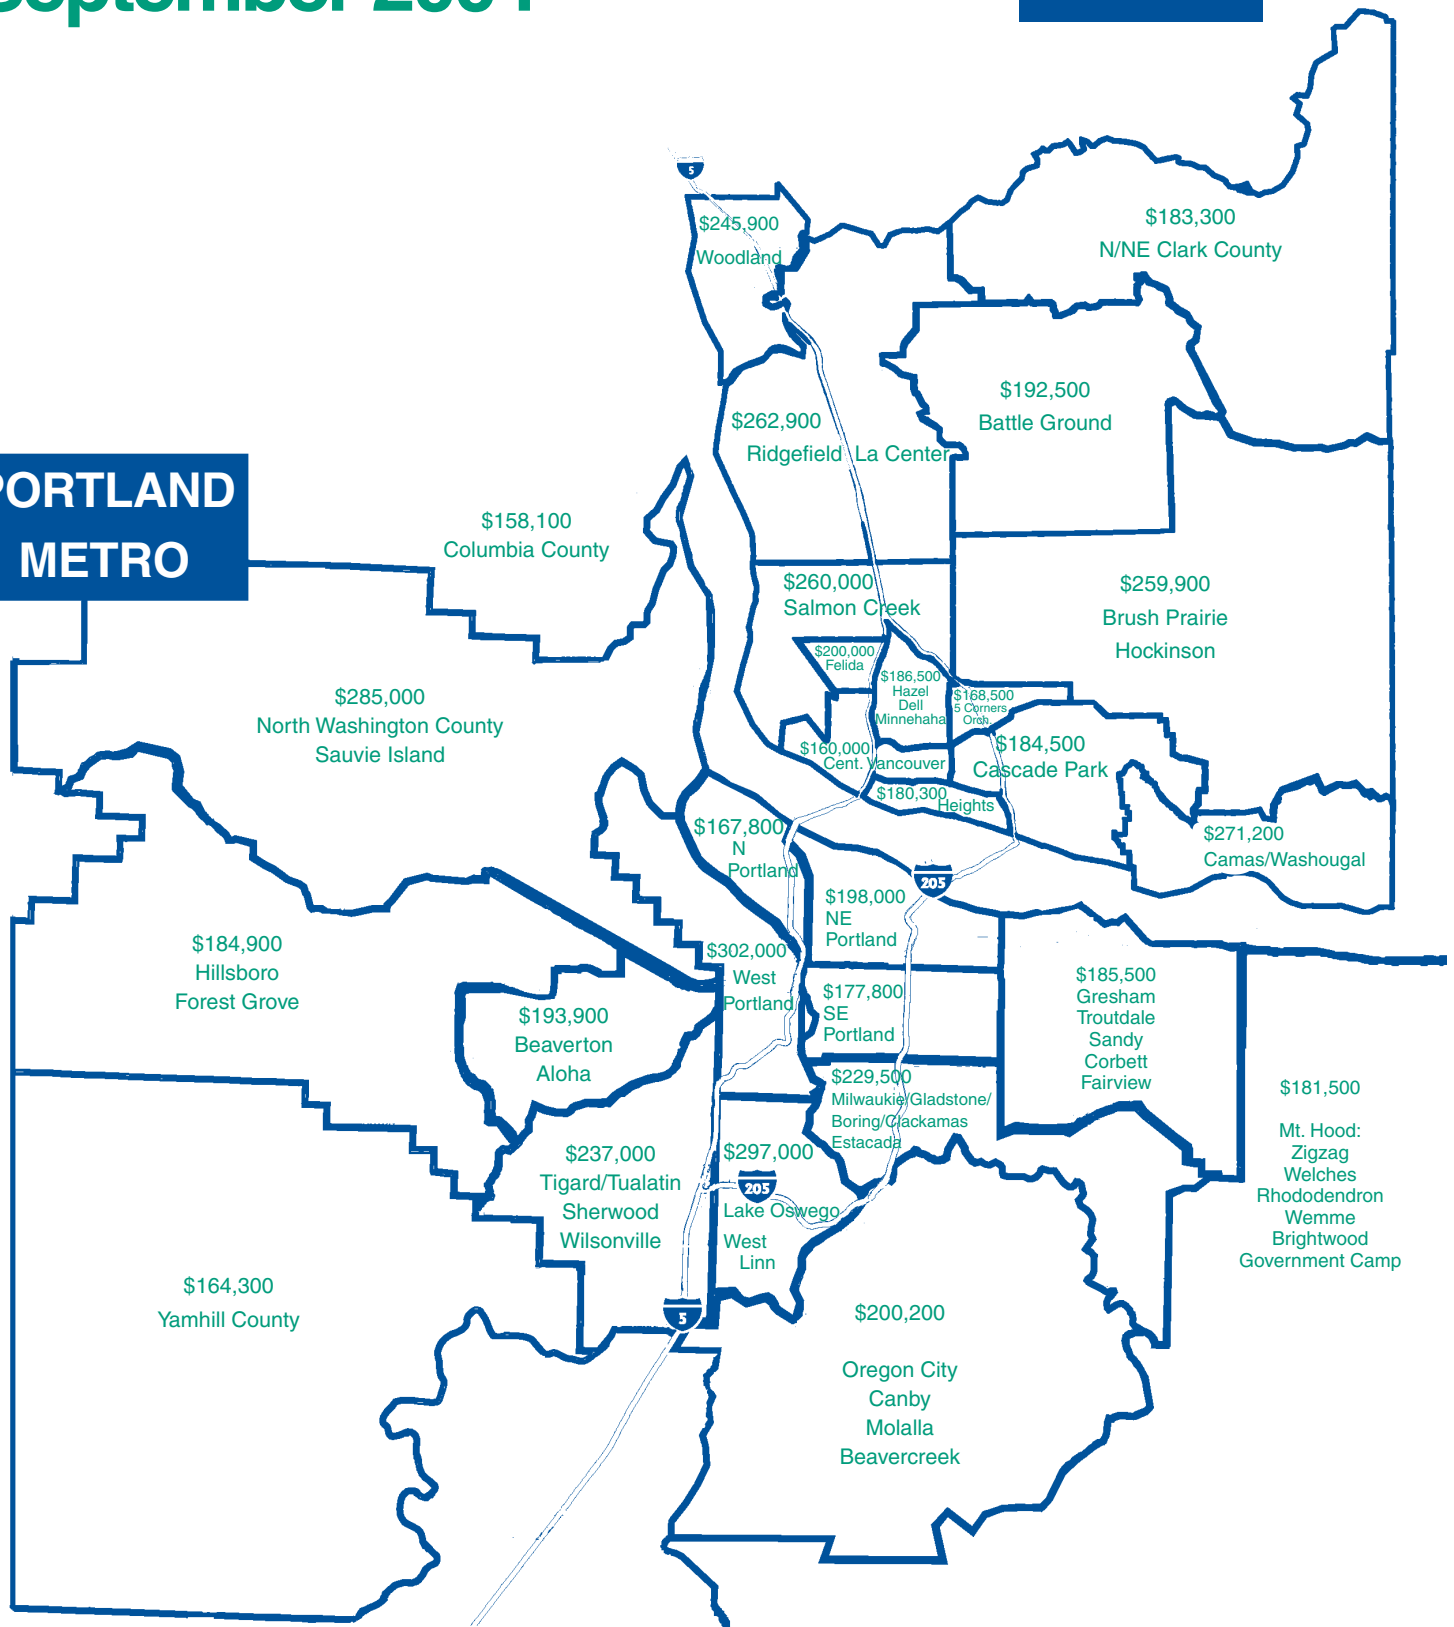 September 2001
5
$245,900
Woodland
$183,300
N/NE Clark County
$192,500
Battle Ground
$262,900
Ridgefield La Center
PORTLAND
METRO
$158,100
Columbia County
$260,000
Salmon Creek
$259,900
Brush Prairie
Hockinson
$200,000
Felida
$186,500
Hazel
Dell
Minnehaha
$168,500
5 Corners
Orch.
$285,000
North Washington County
Sauvie Island
$160,000
Cent. Vancouver
$184,500
Cascade Park
$180,300
Heights
$271,200
Camas/Washougal
$167,800
N
Portland
205
$198,000
NE
Portland
$184,900
Hillsboro
Forest Grove
$302,000
West
Portland
$177,800
SE
Portland
$185,500
Gresham
Troutdale
Sandy
Corbett
Fairview
$193,900
Beaverton
Aloha
$229,500
Milwaukie/Gladstone/
Boring/Clackamas
Estacada
$181,500
Mt. Hood:
Zigzag
Welches
Rhododendron
Wemme
Brightwood
Government Camp
$237,000
Tigard/Tualatin
Sherwood
Wilsonville
$297,000
205
Lake Oswego
West
Linn
$164,300
Yamhill County
5
$200,200
Oregon City
Canby
Molalla
Beavercreek